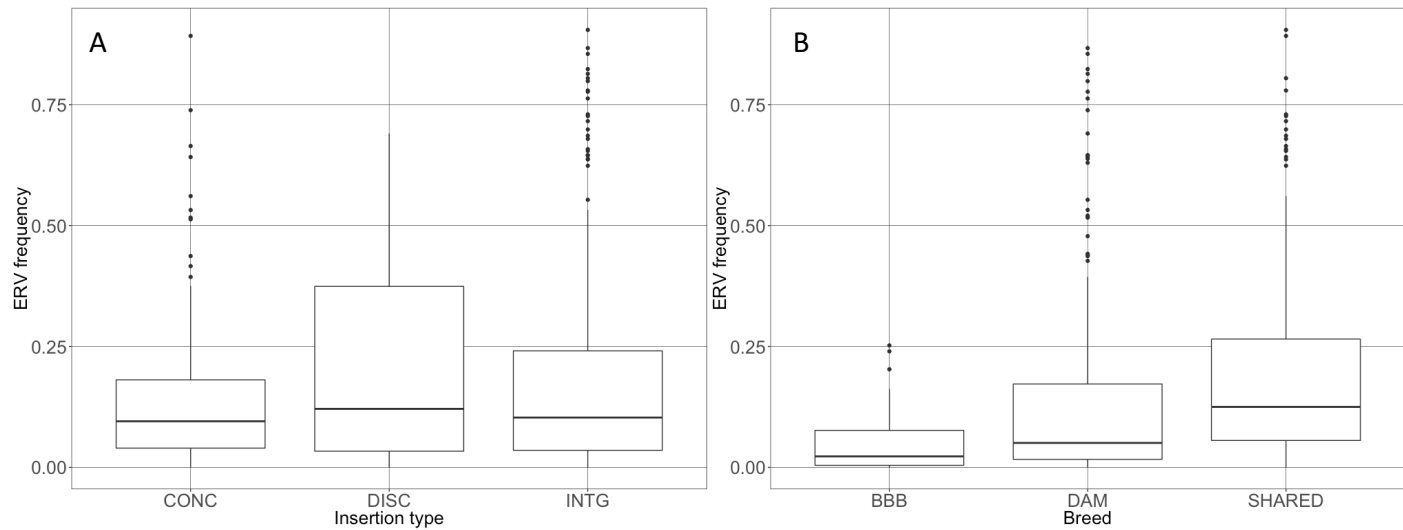 A
ERV frequency
0.75
0.50
0.25
0.00
CONC DISC INTG
Insertion type
B
ERV frequency
0.75
0.50
0.25
0.00
BBB DAM SHARED
Breed